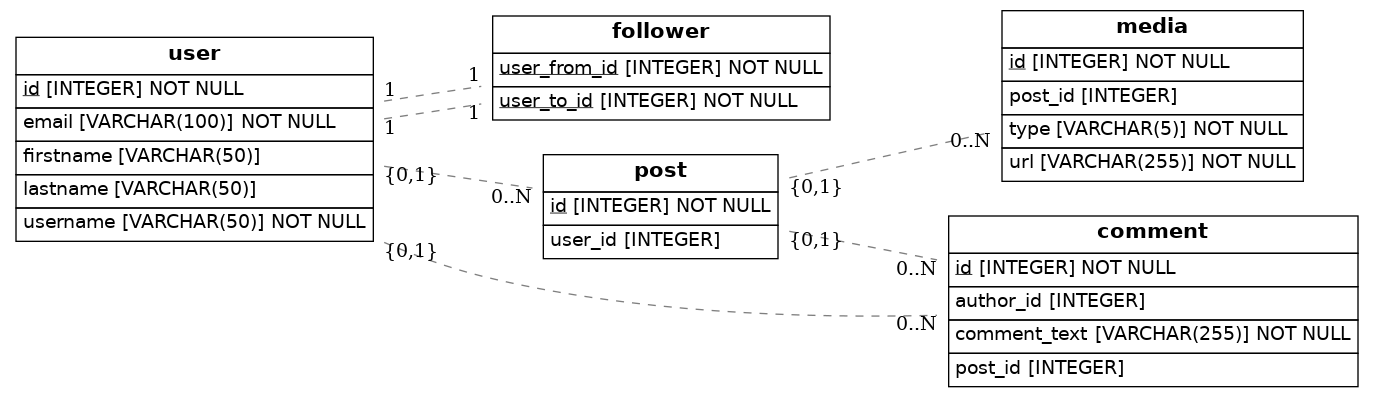 user
id [INTEGER] NOT NULL
email [VARCHAR(100)] NOT NULL
firstname [VARCHAR(50)]
lastname [VARCHAR(50)]
username [VARCHAR(50)] NOT NULL
1
1
1
1
{0,1}
0..N
{0,1}
0..N
follower
user_from_id [INTEGER] NOT NULL
user_to_id [INTEGER] NOT NULL
post
id [INTEGER] NOT NULL
user_id [INTEGER]
{0,1}
0..N
{0,1}
0..N
media
id [INTEGER] NOT NULL
post_id [INTEGER]
type [VARCHAR(5)] NOT NULL
url [VARCHAR(255)] NOT NULL
comment
id [INTEGER] NOT NULL
author_id [INTEGER]
comment_text [VARCHAR(255)] NOT NULL
post_id [INTEGER]